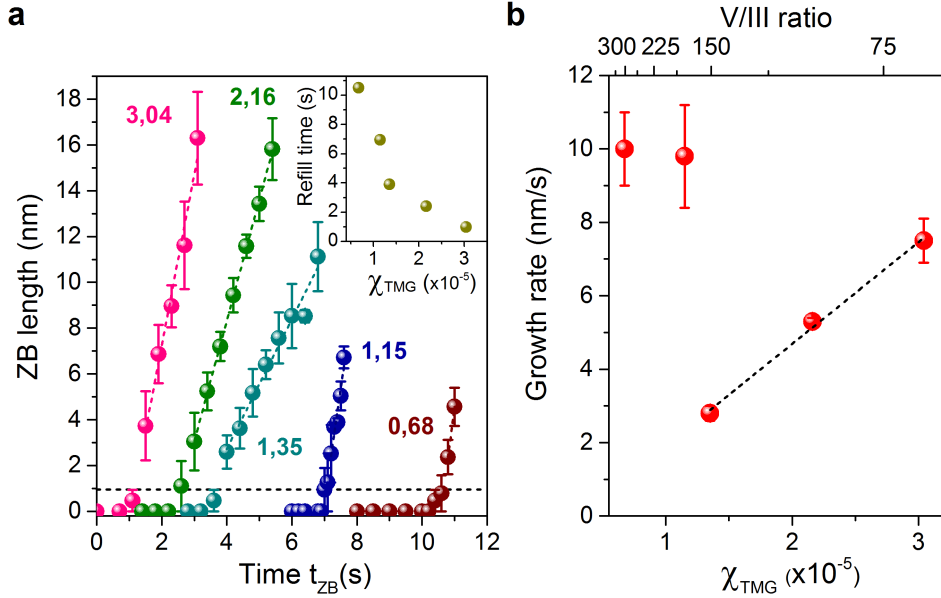 a
ZB length (nm)
18
16
14
12
10
8
6
4
2
0
0 2 4 6 8 10 12
Time tZB(s)
3,04
2,16
1,35
1,15
0,68
Refill time (s)
10
8
6
4
2
0
1 2 3
χTMG (x10-5)
b
V/III ratio
300 225 150 75
Growth rate (nm/s)
12
10
8
6
4
2
0
1 2 3
χTMG (x10-5)